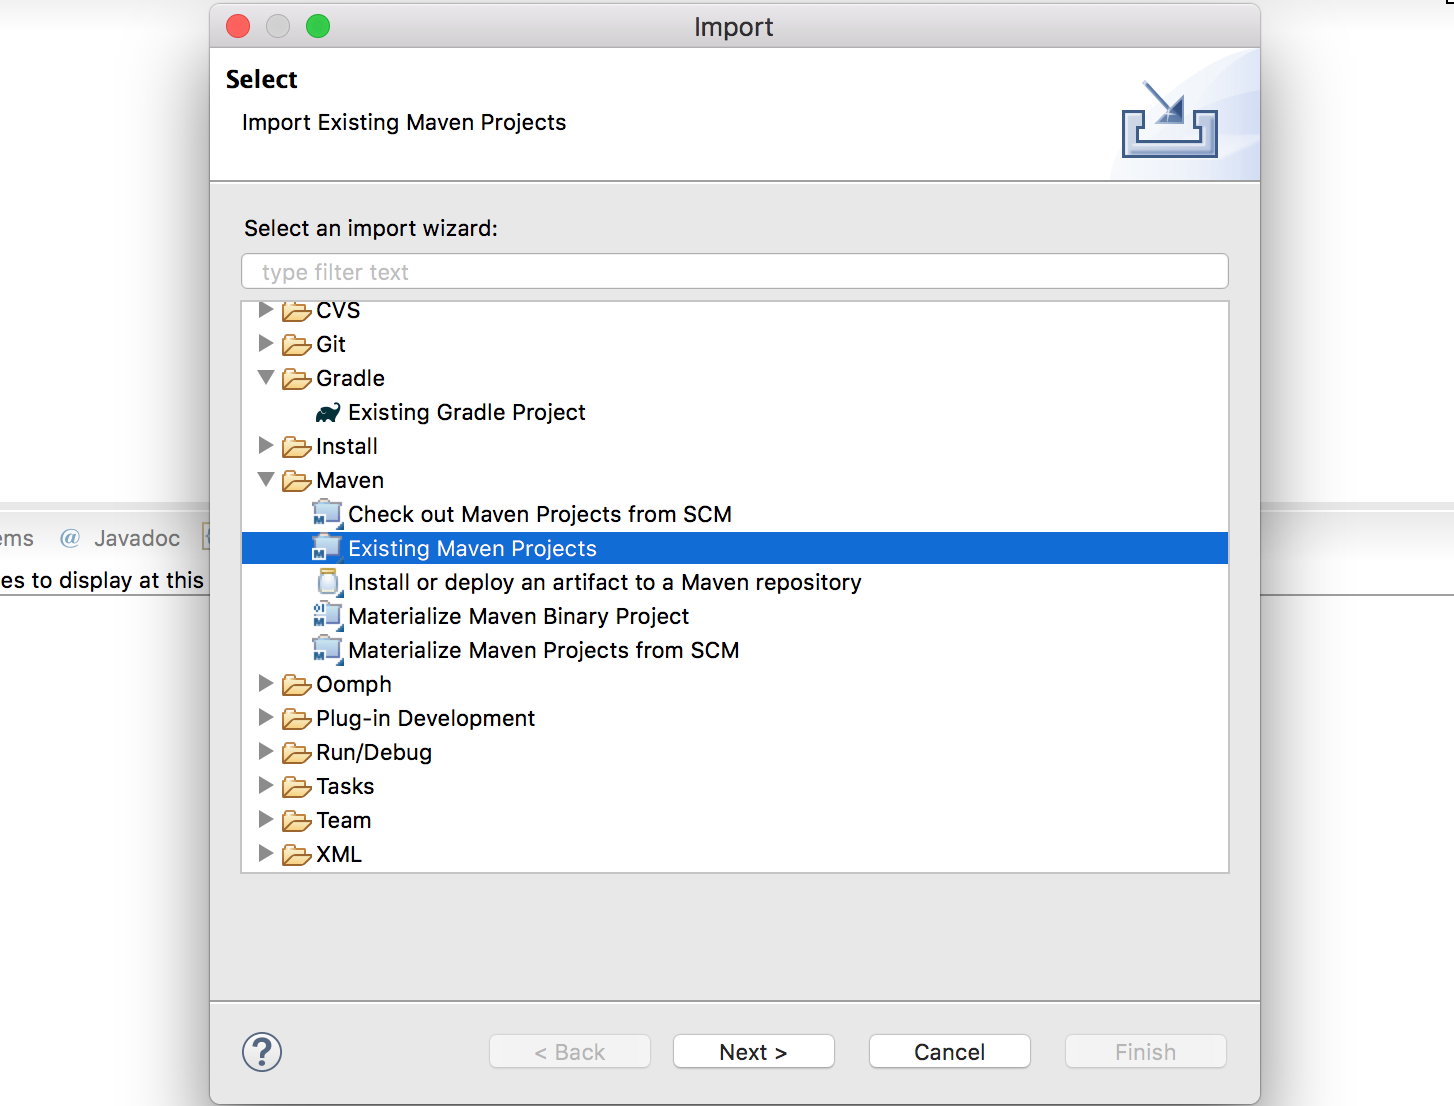 Import
Select
Import Existing Maven Projects
Select an import wizard:
type filter text
CVS
Git
Gradle
Existing Gradle Project
Install
Maven
Check out Maven Projects from SCM
ems @ Javadoc
Existing Maven Projects
es to display at this
Install or deploy an artifact to a Maven repository
Materialize Maven Binary Project
Materialize Maven Projects from SCM
Oomph
Plug-in Development
Run/Debug
Tasks
Team
XML
? < Back Next > Cancel Finish